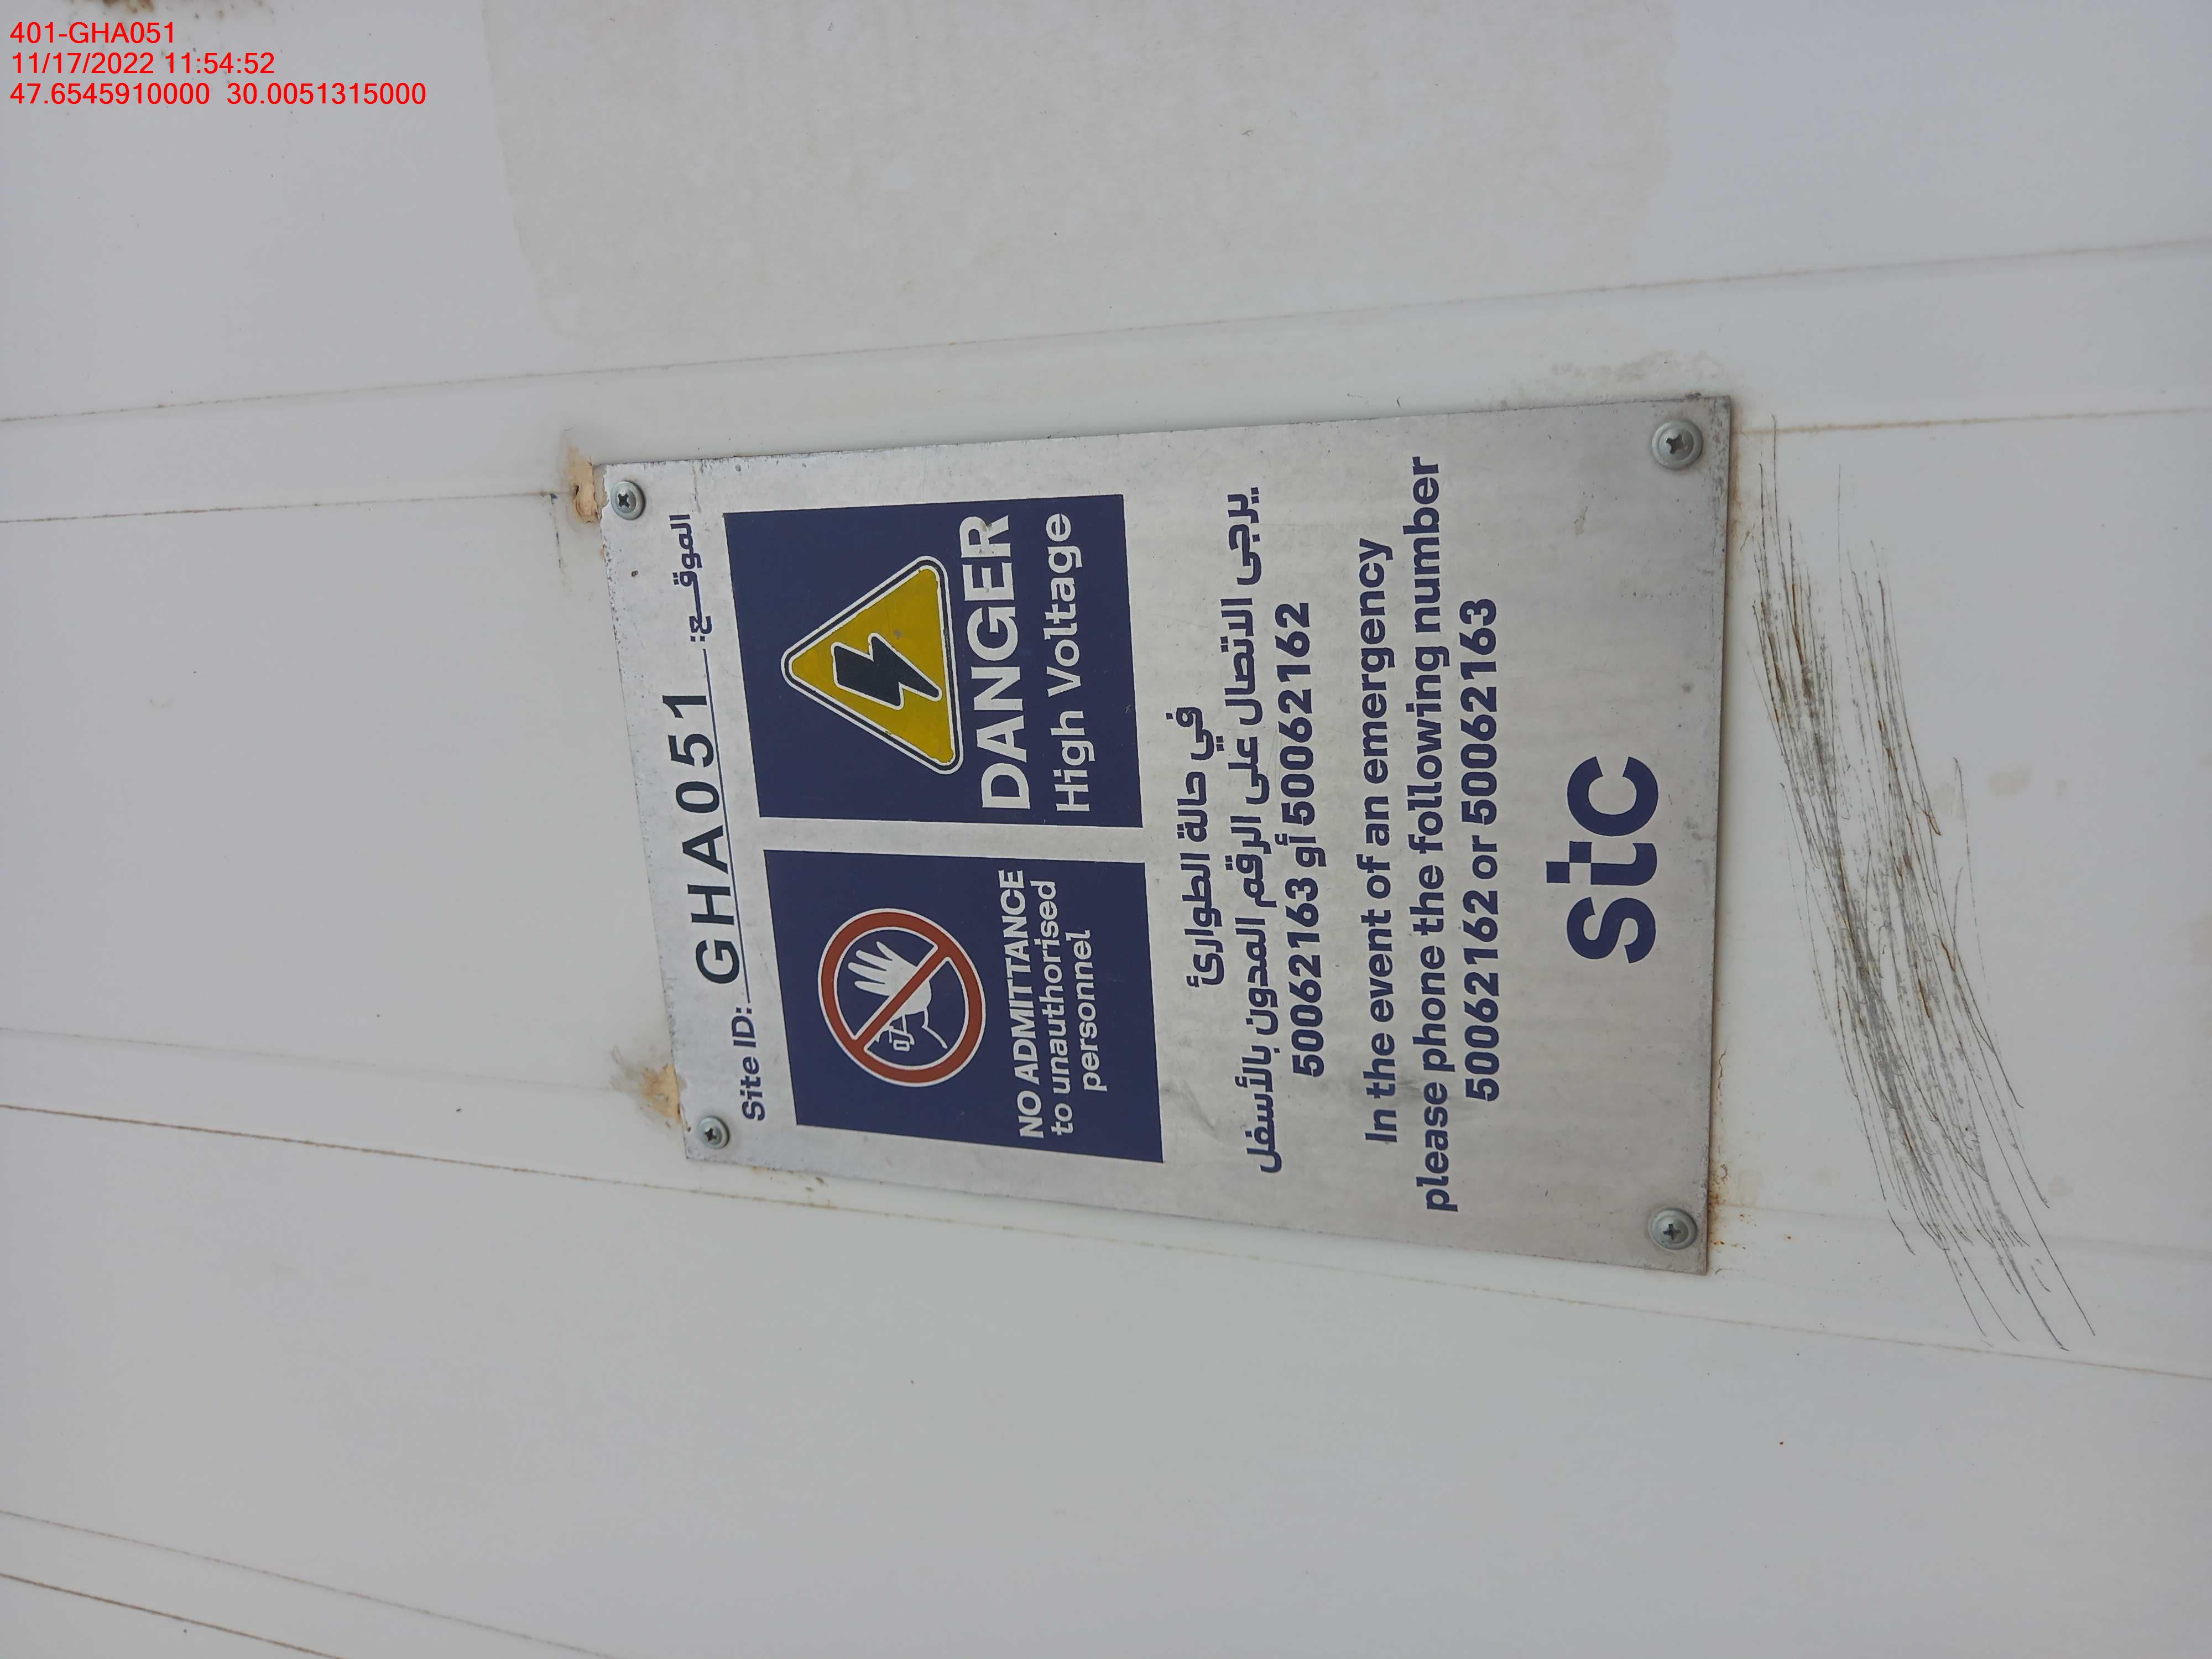 401-GHA051
11/17/2022 11:54:52
47.6545910000 30.0051315000
Site ID: GHA051 الموقـــع:
NO ADMITTANCE
to unauthorised
personnel
DANGER
High Voltage
في حالة الطوارئ
يرجى الاتصال على الرقم المدون بالأسفل
50062162 أو 50062163
In the event of an emergency
please phone the following number
50062162 or 50062163
stc